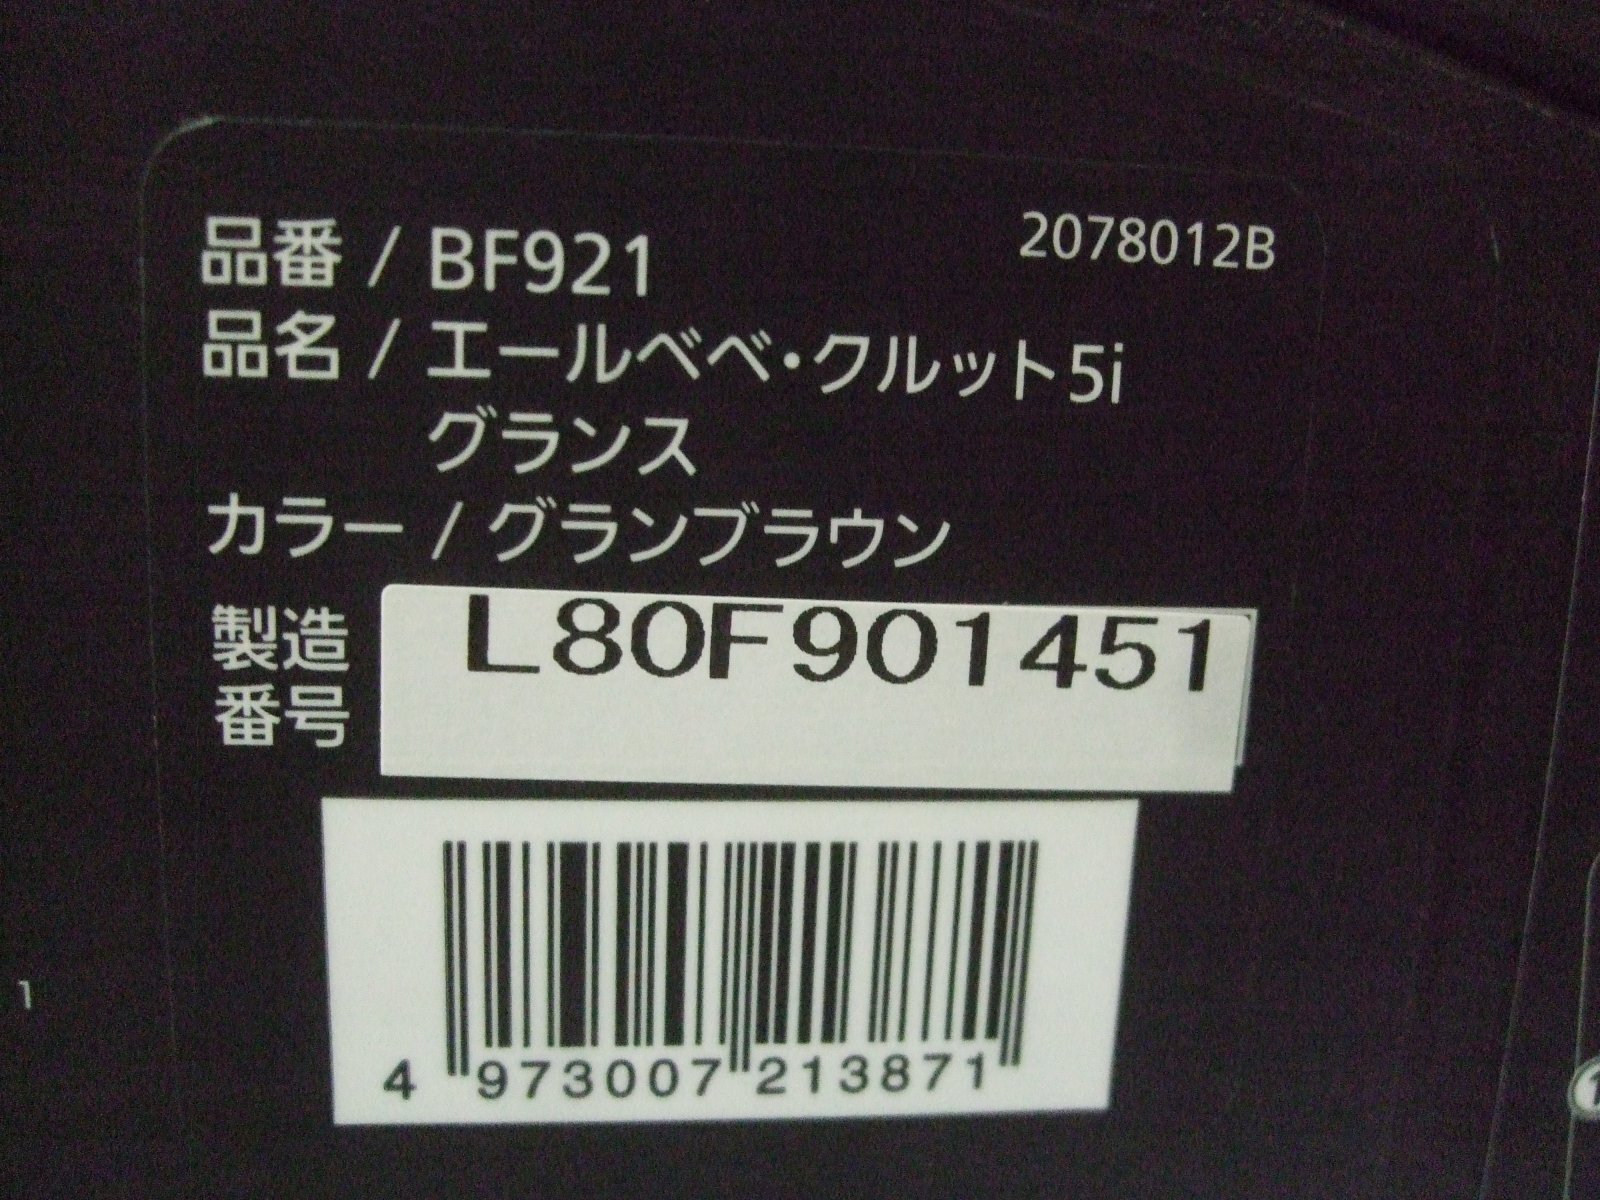 品番 / BF921
2078012B
品名 / エールベベ・クルット5i
グランス
カラー / グランブラウン
製造
番号
L80F901451
4 973007 213871
1
1